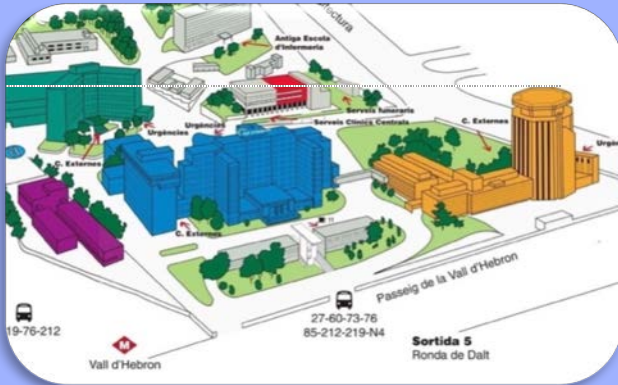 Antiga Escola
d'Infermeria
Serveis funeraris
Serveis Clínics Centrals
Urgències
Urgències
C. Externes
C. Externes
C. Externes
Passeig de la Vall d'Hebron
19-76-212
27-60-73-76
85-212-219-N4
M
Vall d'Hebron
Sortida 5
Ronda de Dalt